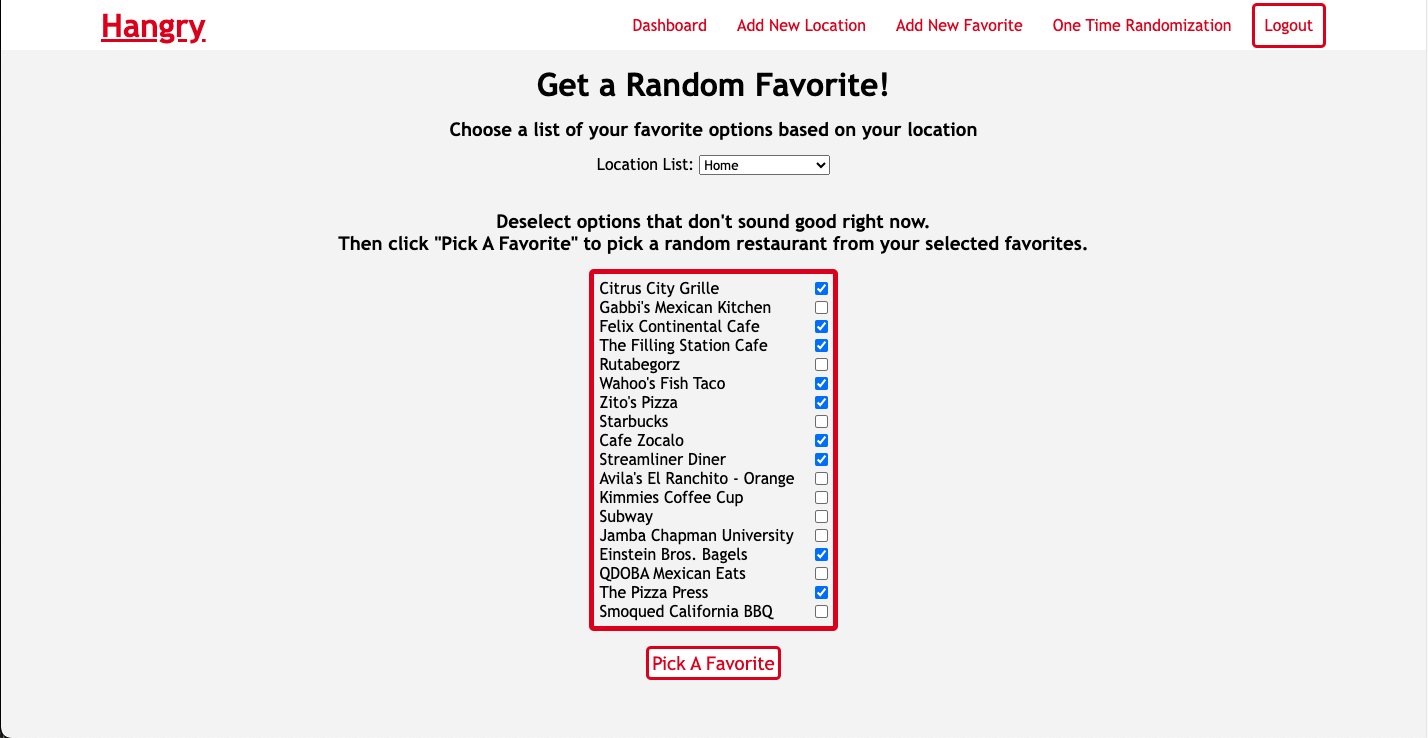 Hangry
Dashboard
Add New Location
Add New Favorite
One Time Randomization
Logout
Get a Random Favorite!
Choose a list of your favorite options based on your location
Location List: Home
Deselect options that don't sound good right now.
Then click "Pick A Favorite" to pick a random restaurant from your selected favorites.
Citrus City Grille
Gabbi's Mexican Kitchen
Felix Continental Cafe
The Filling Station Cafe
Rutabegorz
Wahoo's Fish Taco
Zito's Pizza
Starbucks
Cafe Zocalo
Streamliner Diner
Avila's El Ranchito - Orange
Kimmies Coffee Cup
Subway
Jamba Chapman University
Einstein Bros. Bagels
QDOBA Mexican Eats
The Pizza Press
Smoqued California BBQ
Pick A Favorite